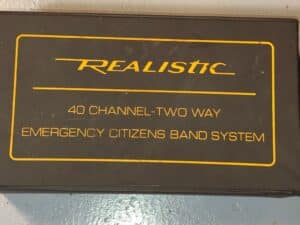 REALISTIC
40 CHANNEL-TWO WAY
EMERGENCY CITIZENS BAND SYSTEM